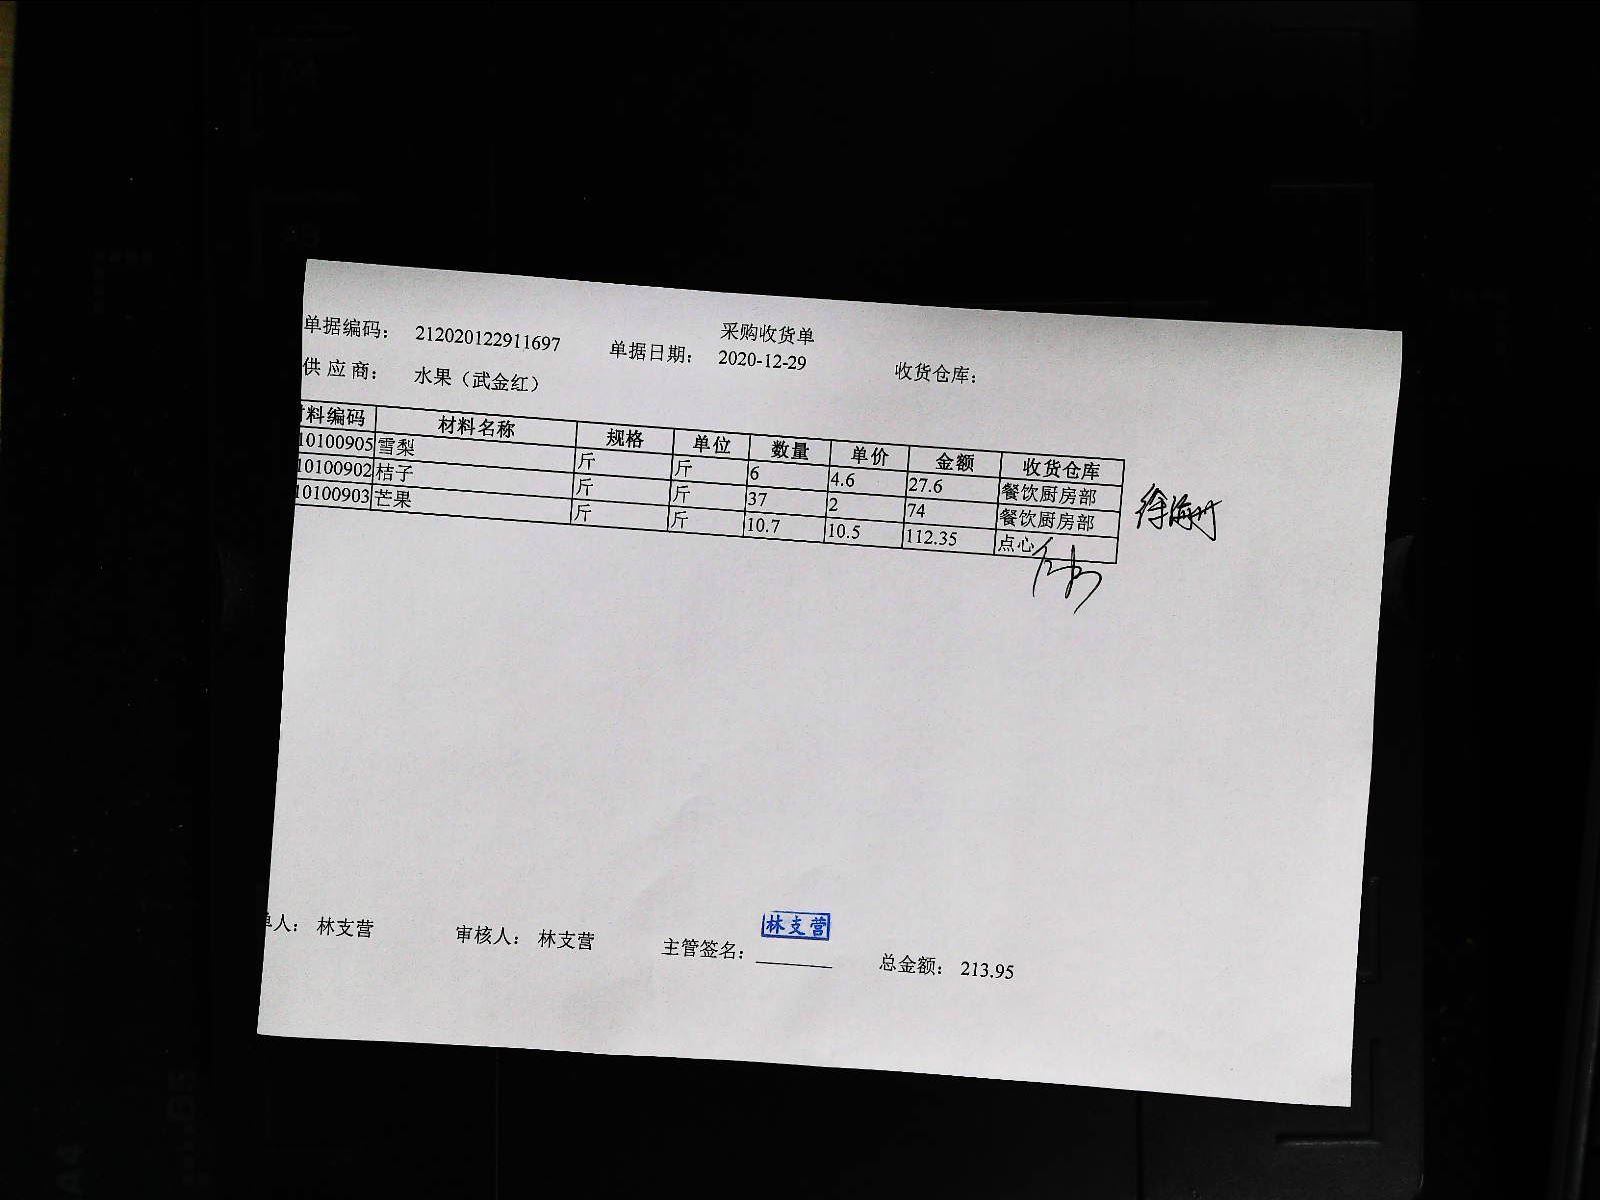 采购收货单
单据编码： 212020122911697 单据日期： 2020-12-29 收货仓库：
供 应 商： 水果（武金红）
料编码 材料名称 规格 单位 数量 单价 金额 收货仓库
10100905 雪梨 斤 斤 6 4.6 27.6 餐饮厨房部
10100902 桔子 斤 斤 37 2 74 餐饮厨房部
10100903 芒果 斤 斤 10.7 10.5 112.35 点心
人： 林支营 审核人： 林支营 主管签名： 林支营 总金额： 213.95